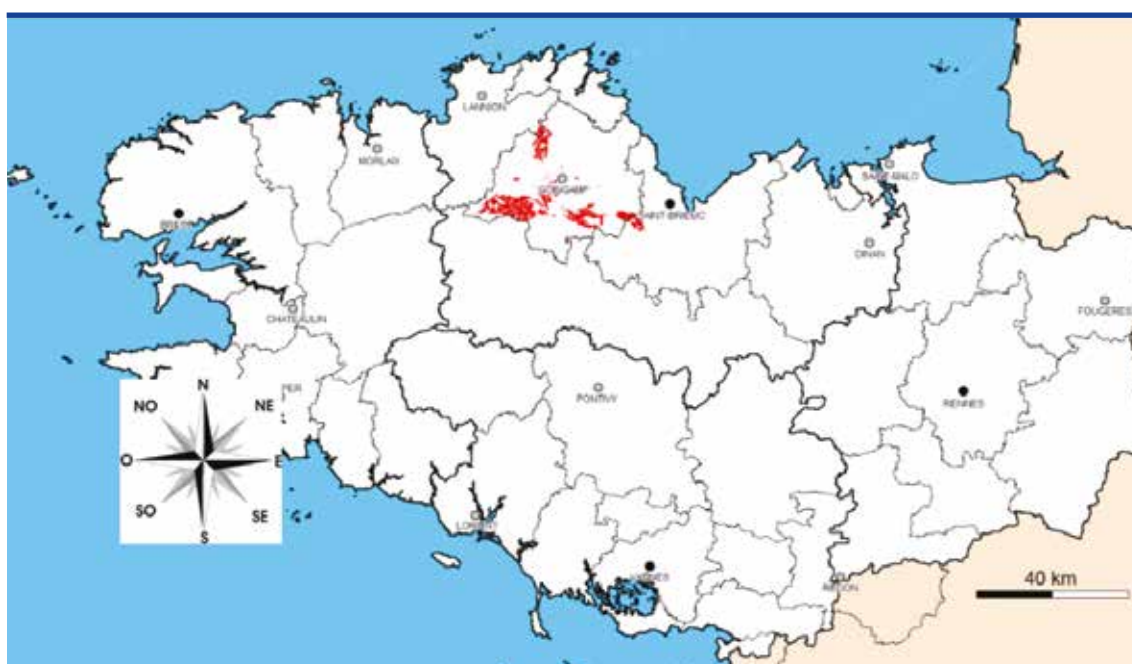 LANNION
MORLAIX
GUINGAMP
SAINT-MALO
SAINT-BRIEUC
BREST
DINAN
CHATEAULIN
FOUGERES
N
NO
NE
PER
PONTIVY
RENNES
O
E
SO
SE
S
LORIENT
VANNES
REDON
40 km